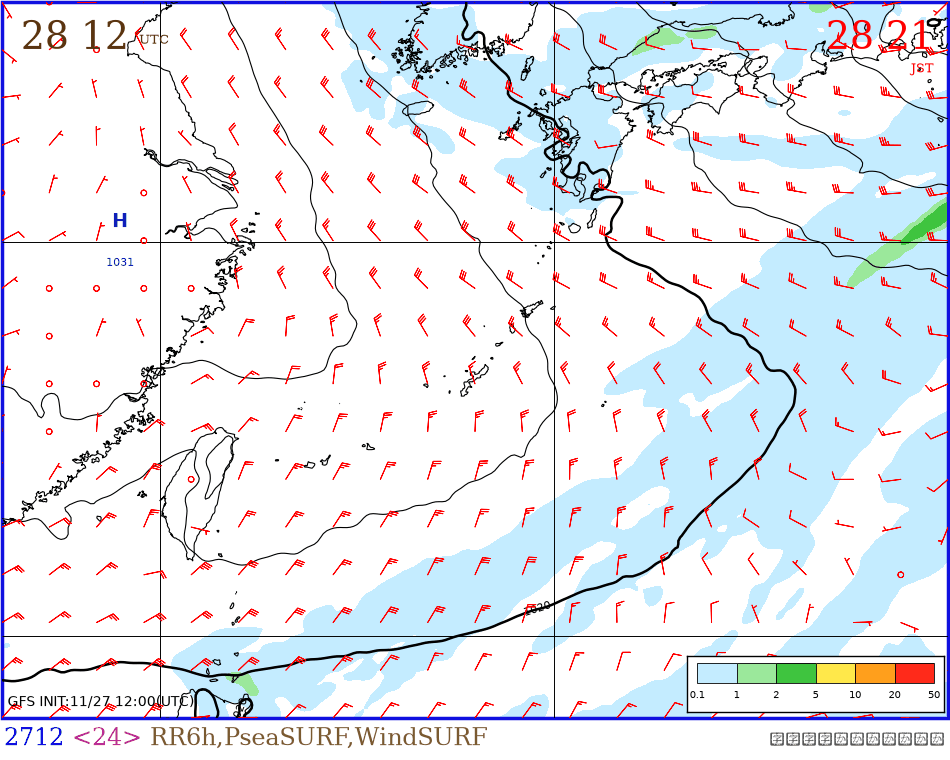 28 12 UTC 28 21
JST
H
1031
1020
0.1 1 2 5 10 20 50
GFS INIT:11/27 12:00(UTC)
2712 <24> RR6h,PseaSURF,WindSURF